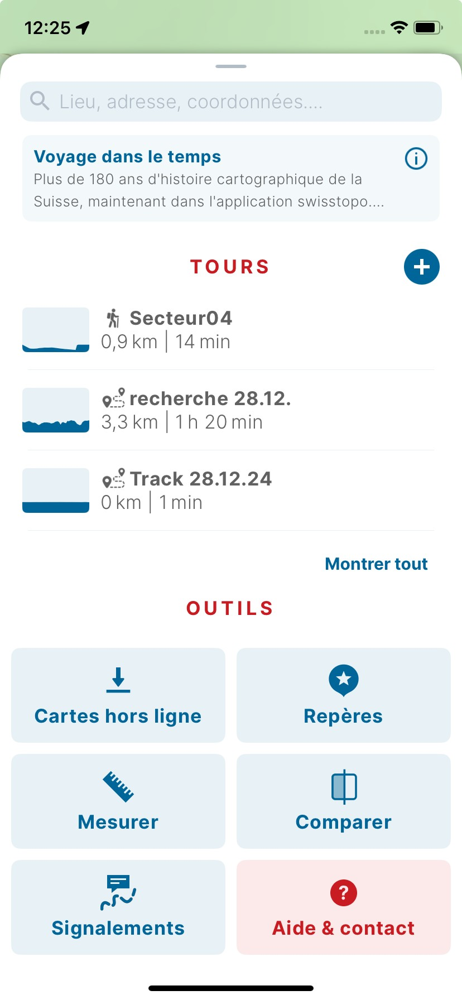 12:25
Lieu, adresse, coordonnées....
Voyage dans le temps
Plus de 180 ans d'histoire cartographique de la
Suisse, maintenant dans l'application swisstopo....
TOURS
Secteur04
0,9 km | 14 min
recherche 28.12.
3,3 km | 1 h 20 min
Track 28.12.24
0 km | 1 min
Montrer tout
OUTILS
Cartes hors ligne
Repères
Mesurer
Comparer
Signalements
Aide & contact